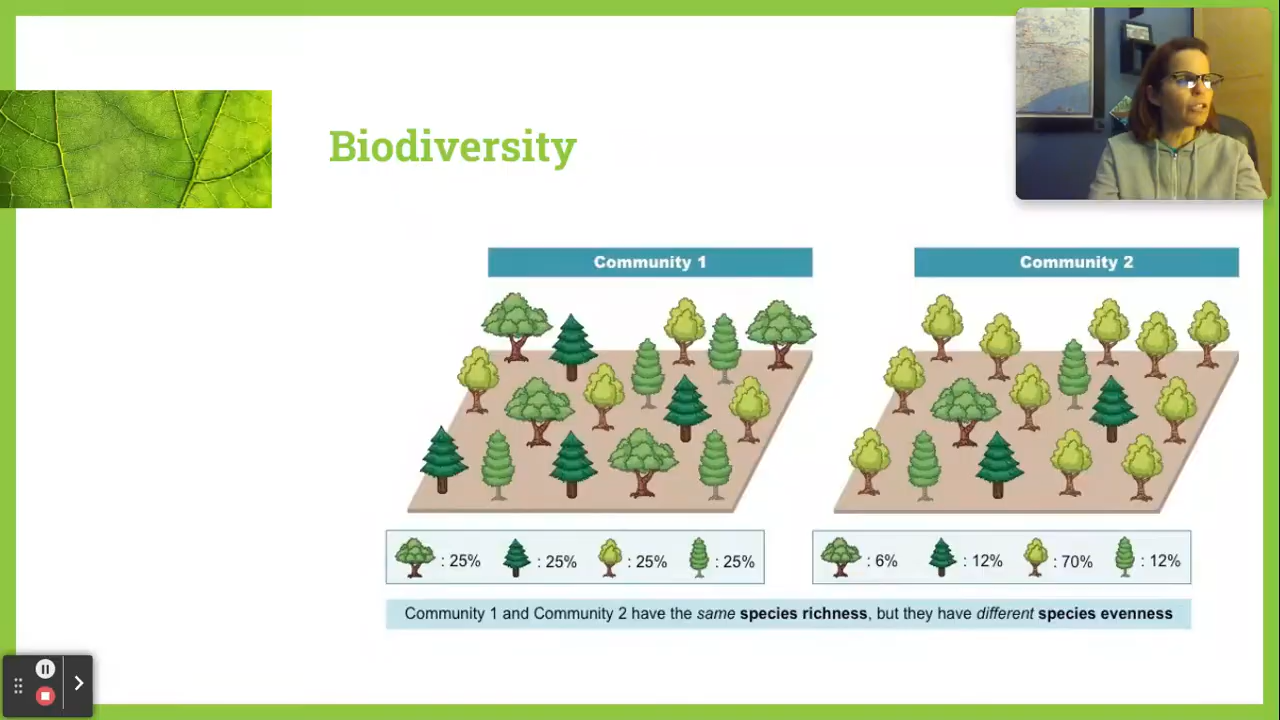 Biodiversity
Community 1
Community 2
: 25% : 25% : 25% : 25%
: 6% : 12% : 70% : 12%
Community 1 and Community 2 have the same species richness, but they have different species evenness